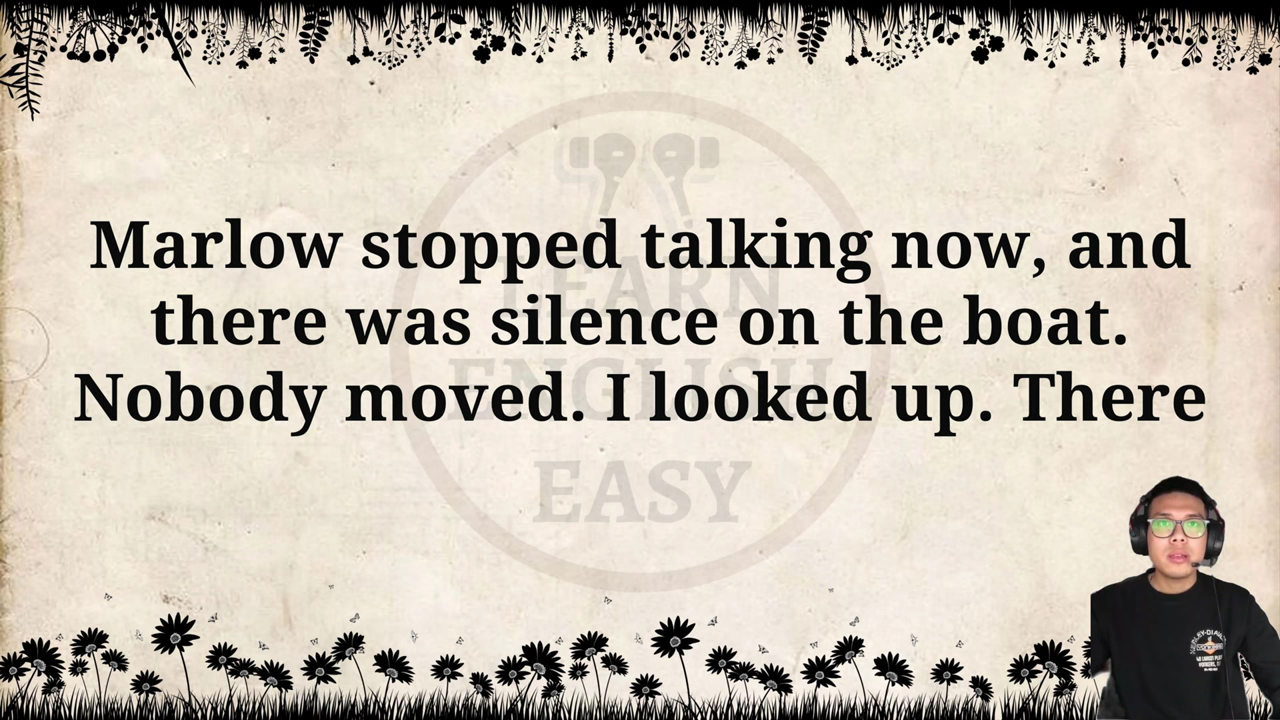 Marlow stopped talking now, and
there was silence on the boat.
Nobody moved. I looked up. There
LEARN
ENGLISH
EASY